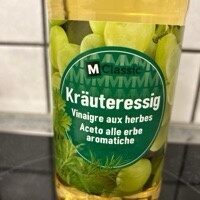 M Classic
Kräuteressig
Vinaigre aux herbes
Aceto alle erbe
aromatiche